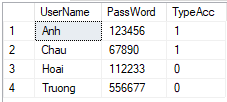 UserName PassWord TypeAcc
1 Anh 123456 1
2 Chau 67890 1
3 Hoai 112233 0
4 Truong 556677 0